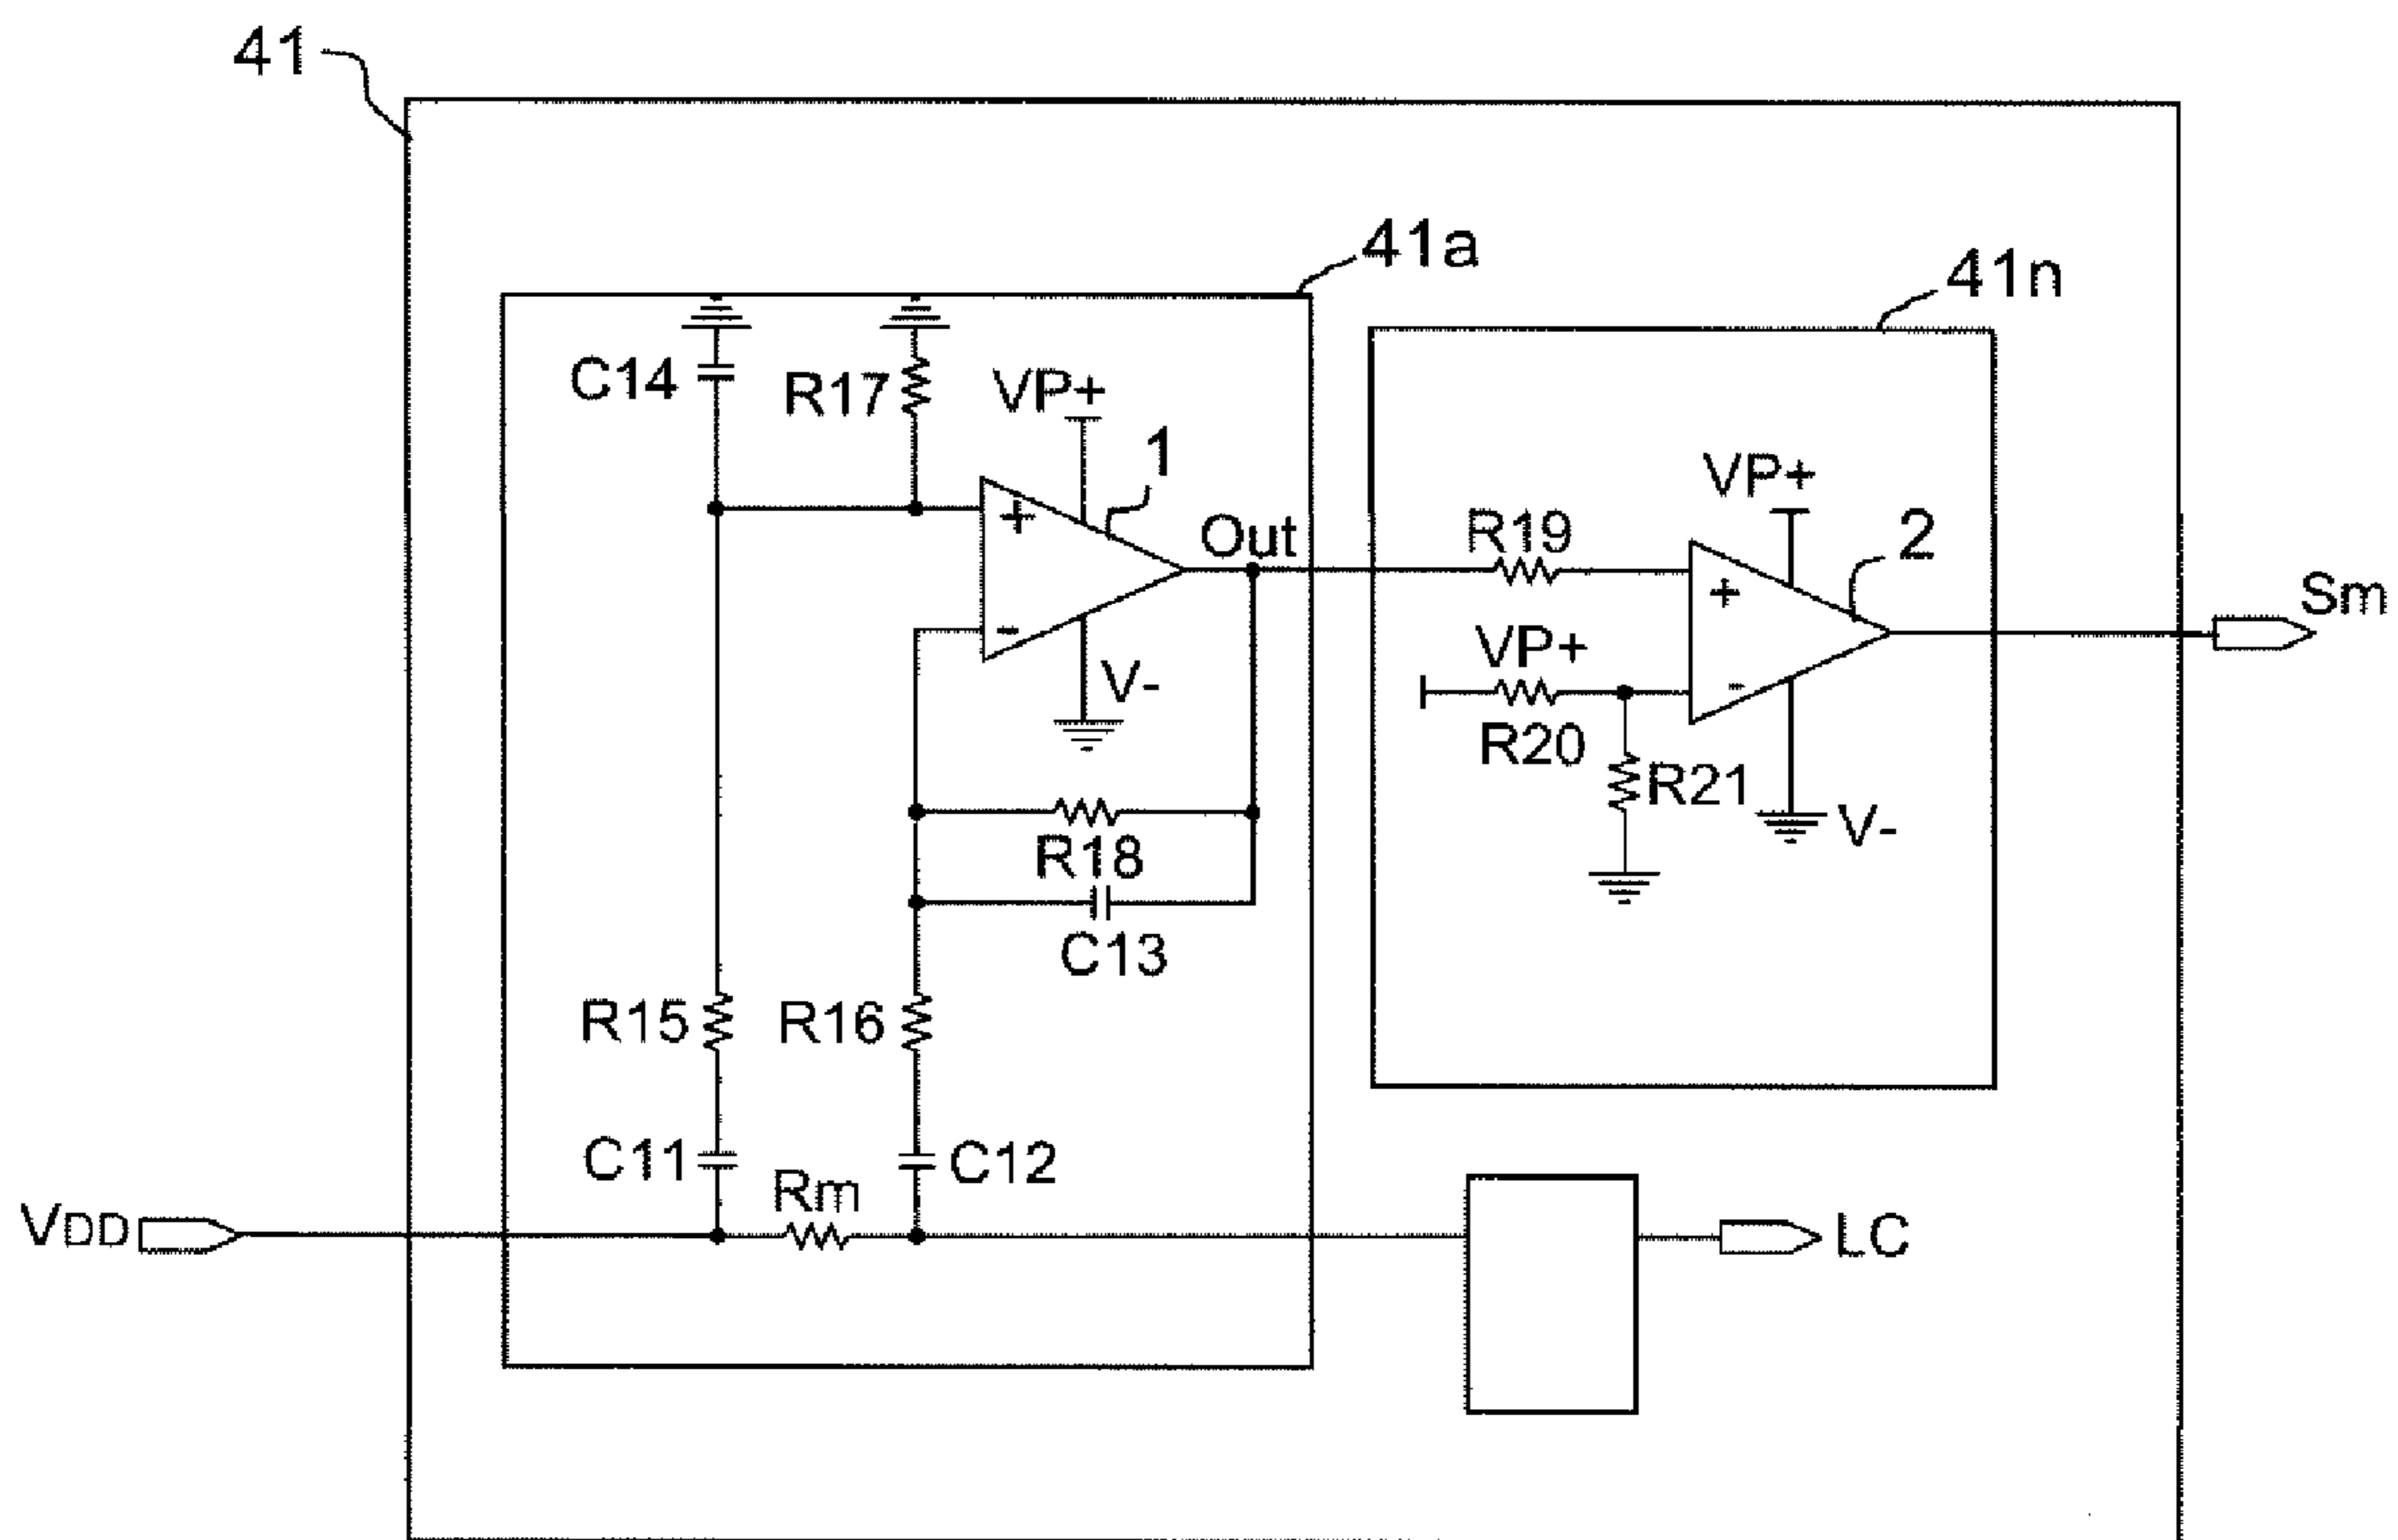 41
41a
41n
C14
R17
VP+
1
Out
+
-
V-
R18
C13
R15
R16
C11
Rm
C12
VDD
R19
VP+
2
+
-
VP+
R20
R21
V-
Sm
LC